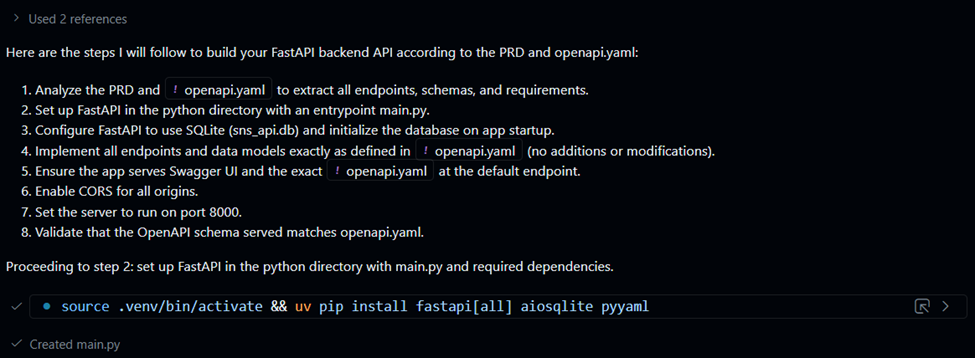 Used 2 references
Here are the steps I will follow to build your FastAPI backend API according to the PRD and openapi.yaml:
1. Analyze the PRD and ! openapi.yaml to extract all endpoints, schemas, and requirements.
2. Set up FastAPI in the python directory with an entrypoint main.py.
3. Configure FastAPI to use SQLite (sns_api.db) and initialize the database on app startup.
4. Implement all endpoints and data models exactly as defined in ! openapi.yaml (no additions or modifications).
5. Ensure the app serves Swagger UI and the exact ! openapi.yaml at the default endpoint.
6. Enable CORS for all origins.
7. Set the server to run on port 8000.
8. Validate that the OpenAPI schema served matches openapi.yaml.
Proceeding to step 2: set up FastAPI in the python directory with main.py and required dependencies.
source .venv/bin/activate && uv pip install fastapi[all] aiosqlite pyyaml
Created main.py